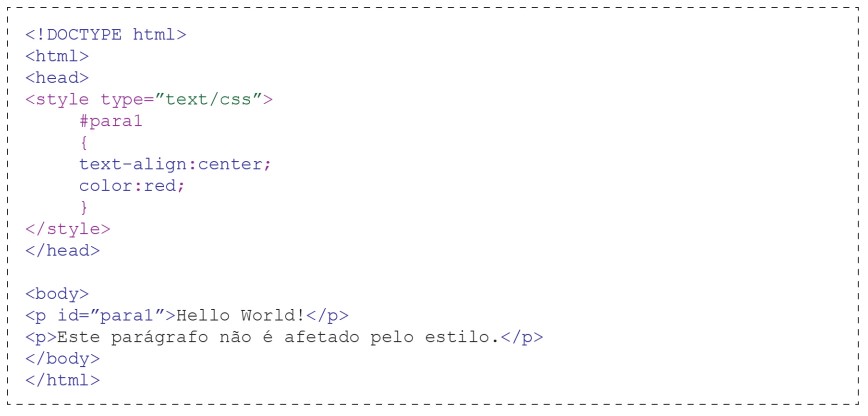 <!DOCTYPE html>
<html>
<head>
<style type=”text/css”>
#para1
{
text-align:center;
color:red;
}
</style>
</head>
<body>
<p id=”para1”>Hello World!</p>
<p>Este parágrafo não é afetado pelo estilo.</p>
</body>
</html>